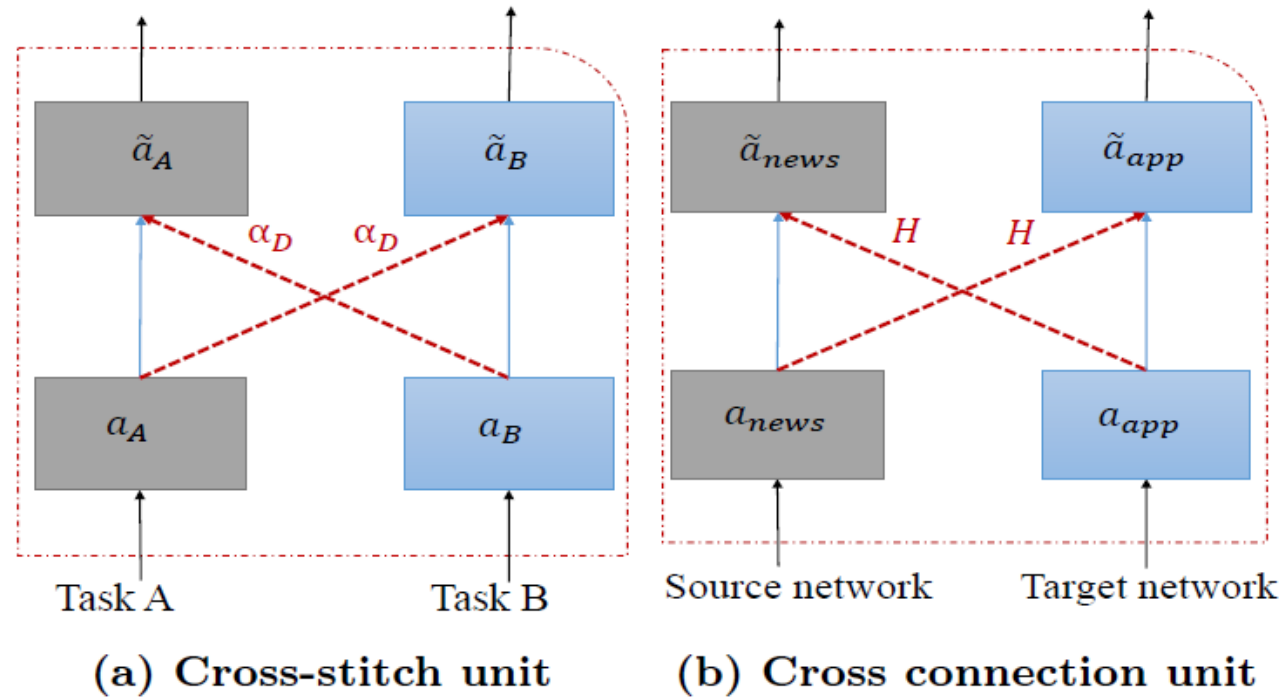 ã_A ã_B
α_D α_D
a_A a_B
Task A Task B
(a) Cross-stitch unit
ã_news ã_app
H H
a_news a_app
Source network Target network
(b) Cross connection unit